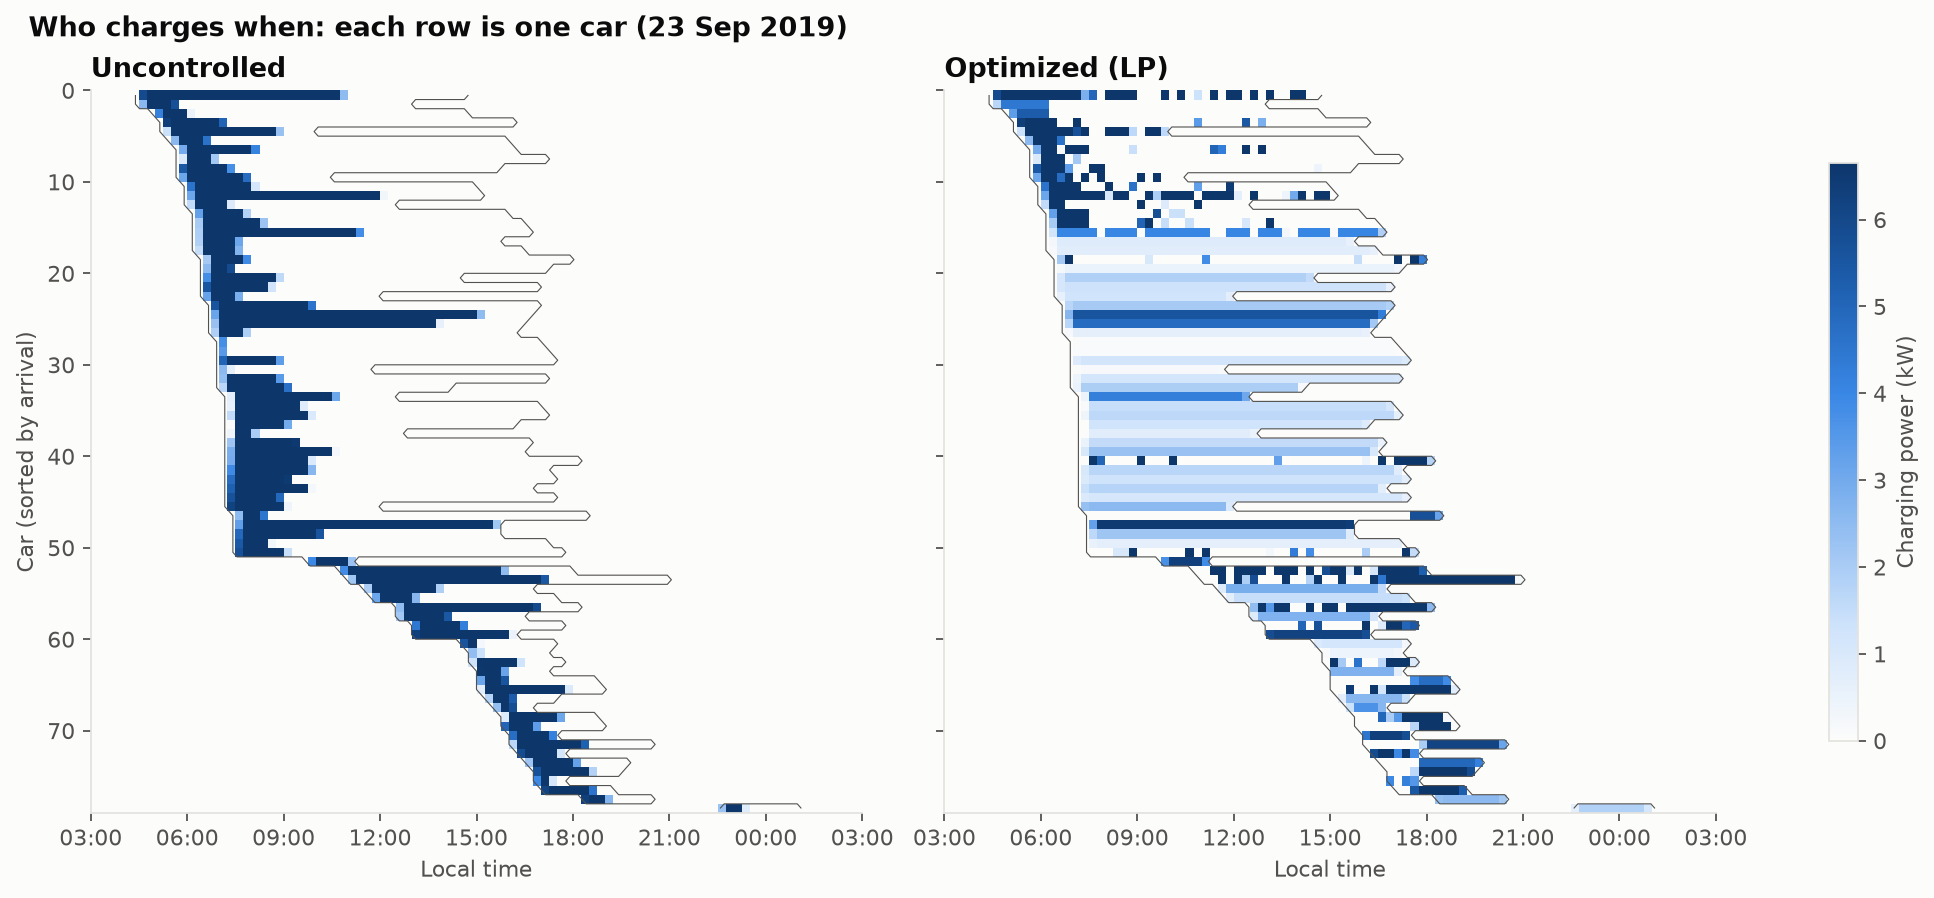 Who charges when: each row is one car (23 Sep 2019)
Uncontrolled
Optimized (LP)
0
10
20
30
40
50
60
70
Car (sorted by arrival)
03:00 06:00 09:00 12:00 15:00 18:00 21:00 00:00 03:00
Local time
03:00 06:00 09:00 12:00 15:00 18:00 21:00 00:00 03:00
Local time
6
5
4
3
2
1
0
Charging power (kW)